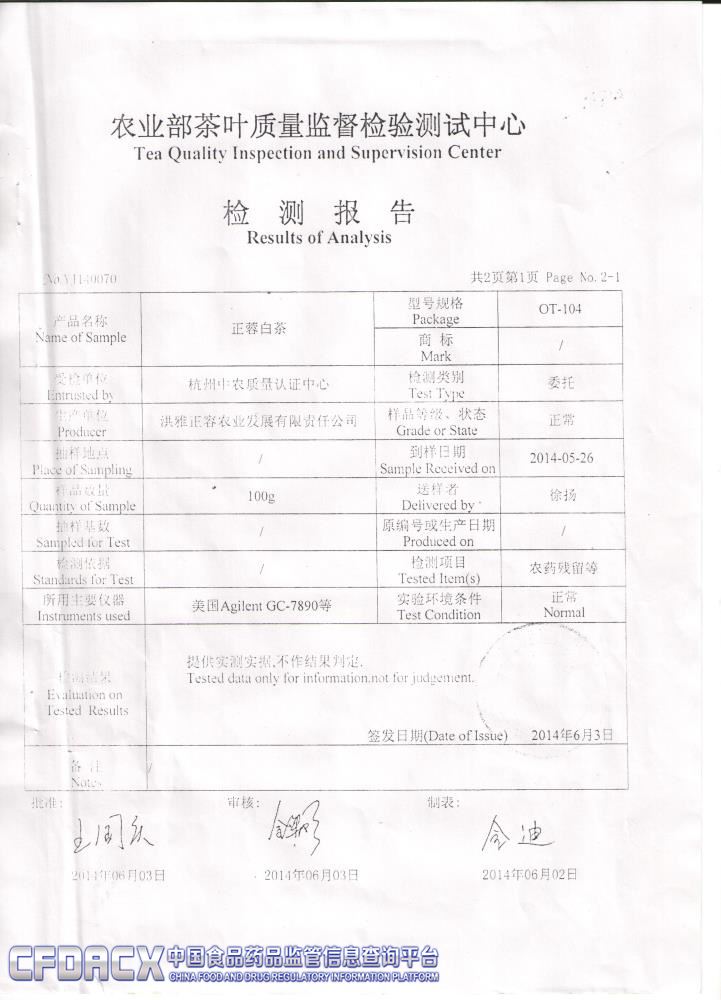 农业部茶叶质量监督检验测试中心
Tea Quality Inspection and Supervision Center
检 测 报 告
Results of Analysis
No.YJ140070
共2页第1页 Page No. 2-1
产品名称
Name of Sample
正蓉白茶
型号规格
Package
OT-104
商 标
Mark
/
受检单位
Entrusted by
杭州中农质量认证中心
检测类别
Test Type
委托
生产单位
Producer
洪雅正容农业发展有限责任公司
样品等级、状态
Grade or State
正常
抽样地点
Place of Sampling
/
到样日期
Sample Received on
2014-05-26
样品数量
Quantity of Sample
100g
送样者
Delivered by
徐扬
抽样基数
Sampled for Test
/
原编号或生产日期
Produced on
/
检测依据
Standards for Test
/
检测项目
Tested Item(s)
农药残留等
所用主要仪器
Instruments used
美国Agilent GC-7890等
实验环境条件
Test Condition
正常
Normal
检测结果
Evaluation on
Tested Results
提供实测实据,不作结果判定.
Tested data only for information,not for judgement.
签发日期(Date of Issue) 2014年6月3日
备 注
Notes
/
批准:
审核:
制表:
2014年06月03日
2014年06月03日
2014年06月02日
CFDACX 中国食品药品监管信息查询平台
CHINA FOOD AND DRUG REGULATORY INFORMATION PLATFORM